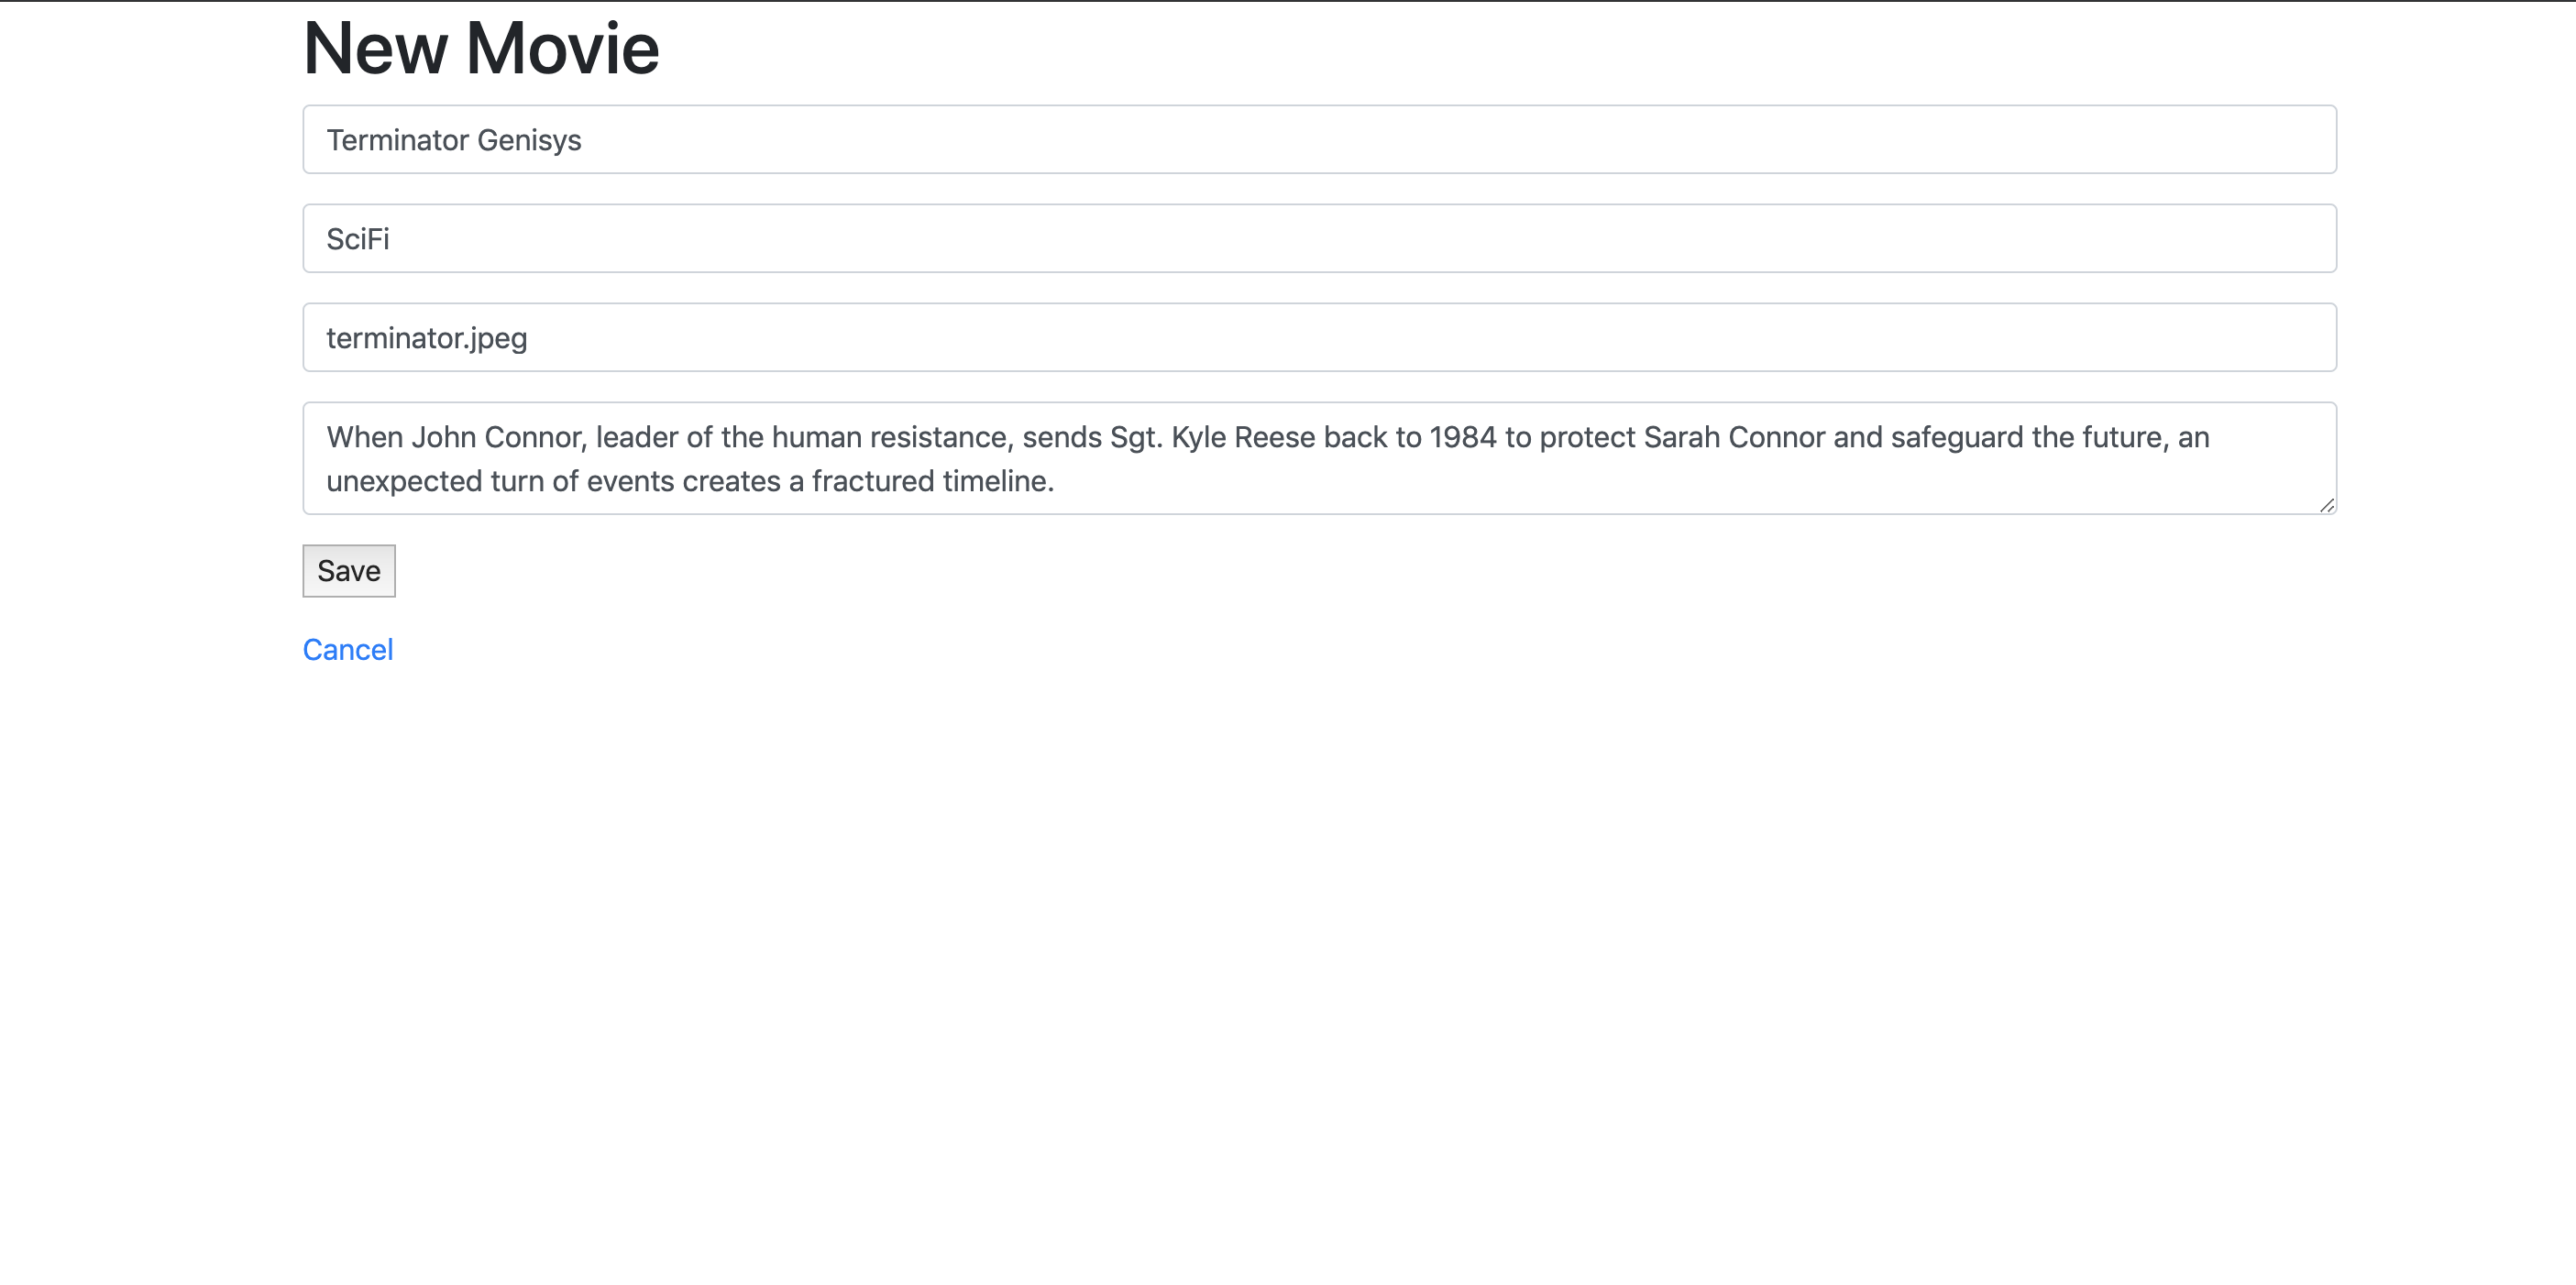 New Movie
Terminator Genisys
SciFi
terminator.jpeg
When John Connor, leader of the human resistance, sends Sgt. Kyle Reese back to 1984 to protect Sarah Connor and safeguard the future, an
unexpected turn of events creates a fractured timeline.
Save
Cancel